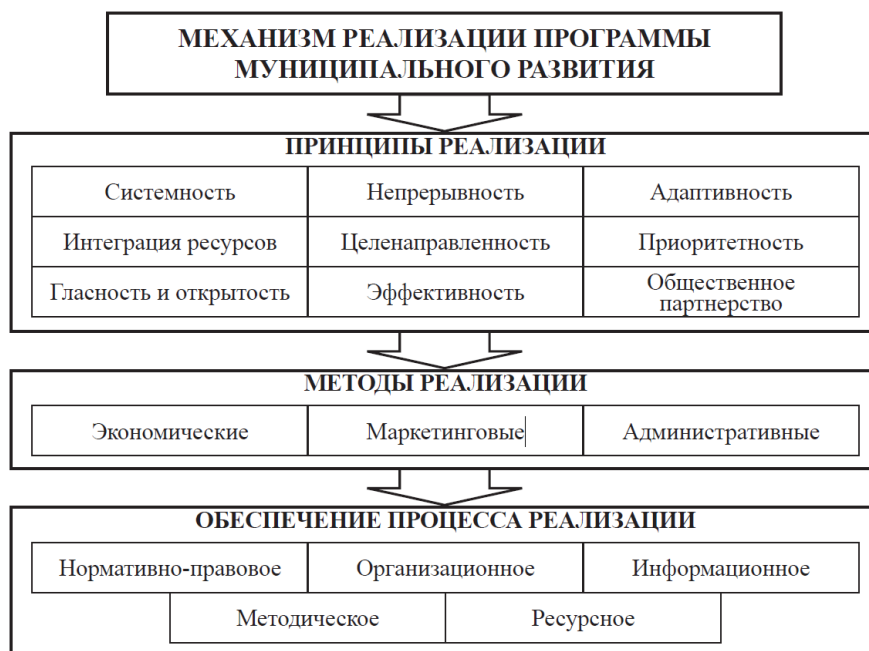 МЕХАНИЗМ РЕАЛИЗАЦИИ ПРОГРАММЫ
МУНИЦИПАЛЬНОГО РАЗВИТИЯ
ПРИНЦИПЫ РЕАЛИЗАЦИИ
Системность
Непрерывность
Адаптивность
Интеграция ресурсов
Целенаправленность
Приоритетность
Гласность и открытость
Эффективность
Общественное
партнерство
МЕТОДЫ РЕАЛИЗАЦИИ
Экономические
Маркетинговые
Административные
ОБЕСПЕЧЕНИЕ ПРОЦЕССА РЕАЛИЗАЦИИ
Нормативно-правовое
Организационное
Информационное
Методическое
Ресурсное